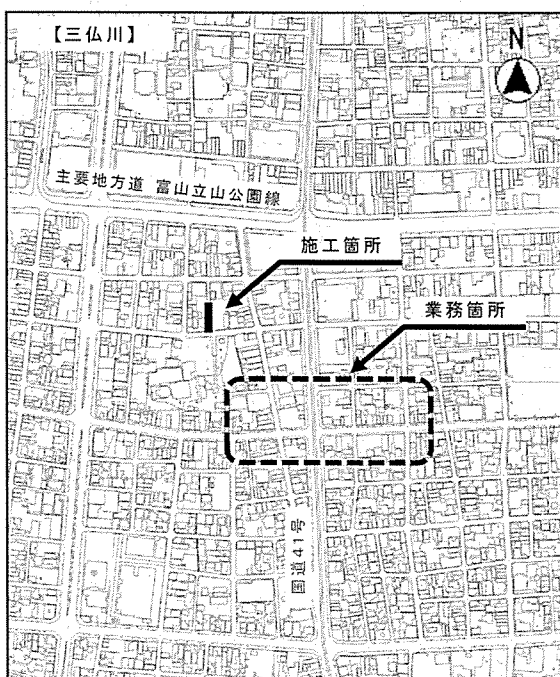 【三仏川】
N
主要地方道 富山立山公園線
施工箇所
業務箇所
国道41号